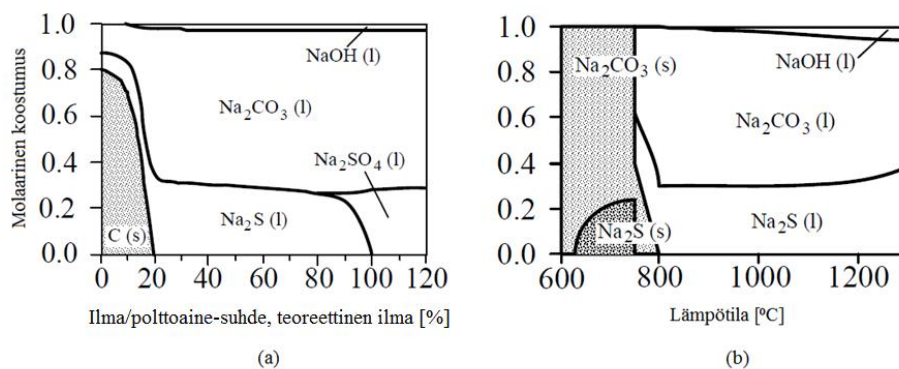 Molaarinen koostumus
1.0
0.8
0.6
0.4
0.2
0.0
NaOH (l)
Na₂CO₃ (l)
Na₂SO₄ (l)
Na₂S (l)
C (s)
0 20 40 60 80 100 120
Ilma/polttoaine-suhde, teoreettinen ilma [%]
(a)
1.0
0.8
0.6
0.4
0.2
0.0
Na₂CO₃ (s)
NaOH (l)
Na₂CO₃ (l)
Na₂S (s)
Na₂S (l)
600 800 1000 1200
Lämpötila [⁰C]
(b)